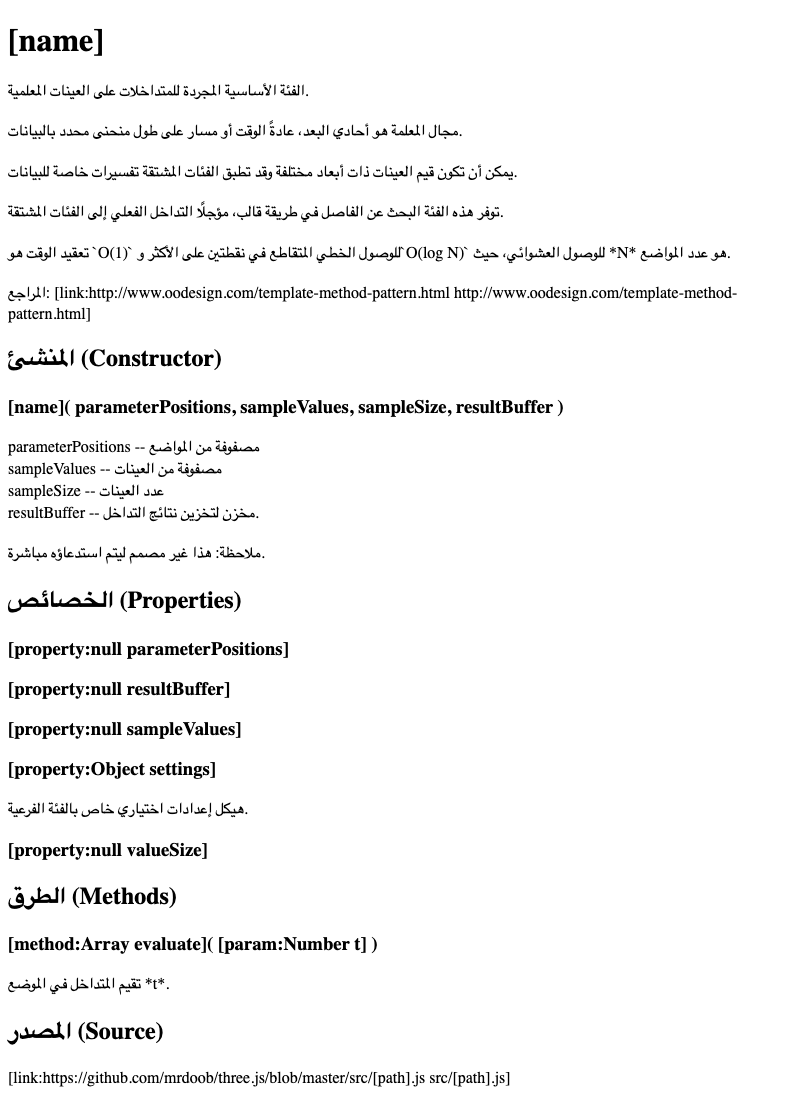 [name]
الفئة الأساسية المجردة للمتداخلات على العينات المعلمية.
مجال المعلمة هو أحادي البعد، عادةً الوقت أو مسار على طول منحنى محدد بالبيانات.
يمكن أن تكون قيم العينات ذات أبعاد مختلفة وقد تطبق الفئات المشتقة تفسيرات خاصة للبيانات.
توفر هذه الفئة البحث عن الفاصل في طريقة قالب، مؤجلًا التداخل الفعلي إلى الفئات المشتقة.
تعقيد الوقت هو `O(1)` للوصول الخطي المتقاطع في نقطتين على الأكثر و `O(log N)` للوصول العشوائي، حيث *N* هو عدد المواضع.
المراجع: [link:http://www.oodesign.com/template-method-pattern.html http://www.oodesign.com/template-method-
pattern.html]
المنشئ (Constructor)
[name]( parameterPositions, sampleValues, sampleSize, resultBuffer )
parameterPositions -- مصفوفة من المواضع
sampleValues -- مصفوفة من العينات
sampleSize -- عدد العينات
resultBuffer -- مخزن لتخزين نتائج التداخل.
ملاحظة: هذا غير مصمم ليتم استدعاؤه مباشرة.
الخصائص (Properties)
[property:null parameterPositions]
[property:null resultBuffer]
[property:null sampleValues]
[property:Object settings]
هيكل إعدادات اختياري خاص بالفئة الفرعية.
[property:null valueSize]
الطرق (Methods)
[method:Array evaluate]( [param:Number t] )
تقيم المتداخل في الموضع *t*.
المصدر (Source)
[link:https://github.com/mrdoob/three.js/blob/master/src/[path].js src/[path].js]